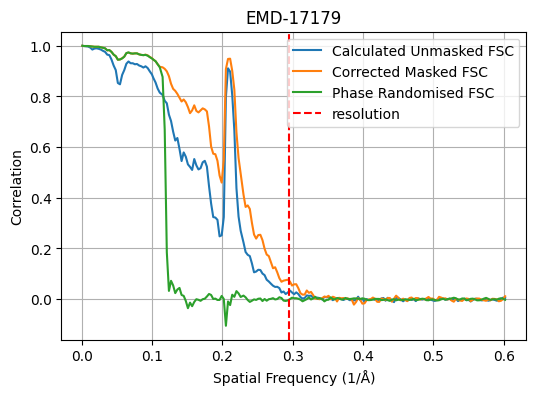 EMD-17179
1.0
0.8
0.6
0.4
0.2
0.0
Correlation
Calculated Unmasked FSC
Corrected Masked FSC
Phase Randomised FSC
resolution
0.0 0.1 0.2 0.3 0.4 0.5 0.6
Spatial Frequency (1/Å)